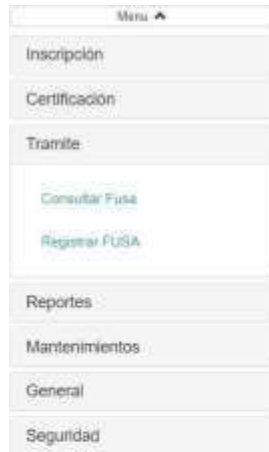 Menu
Inscripción
Certificación
Tramite
Consultar Fusa
Registrar FUSA
Reportes
Mantenimientos
General
Seguridad